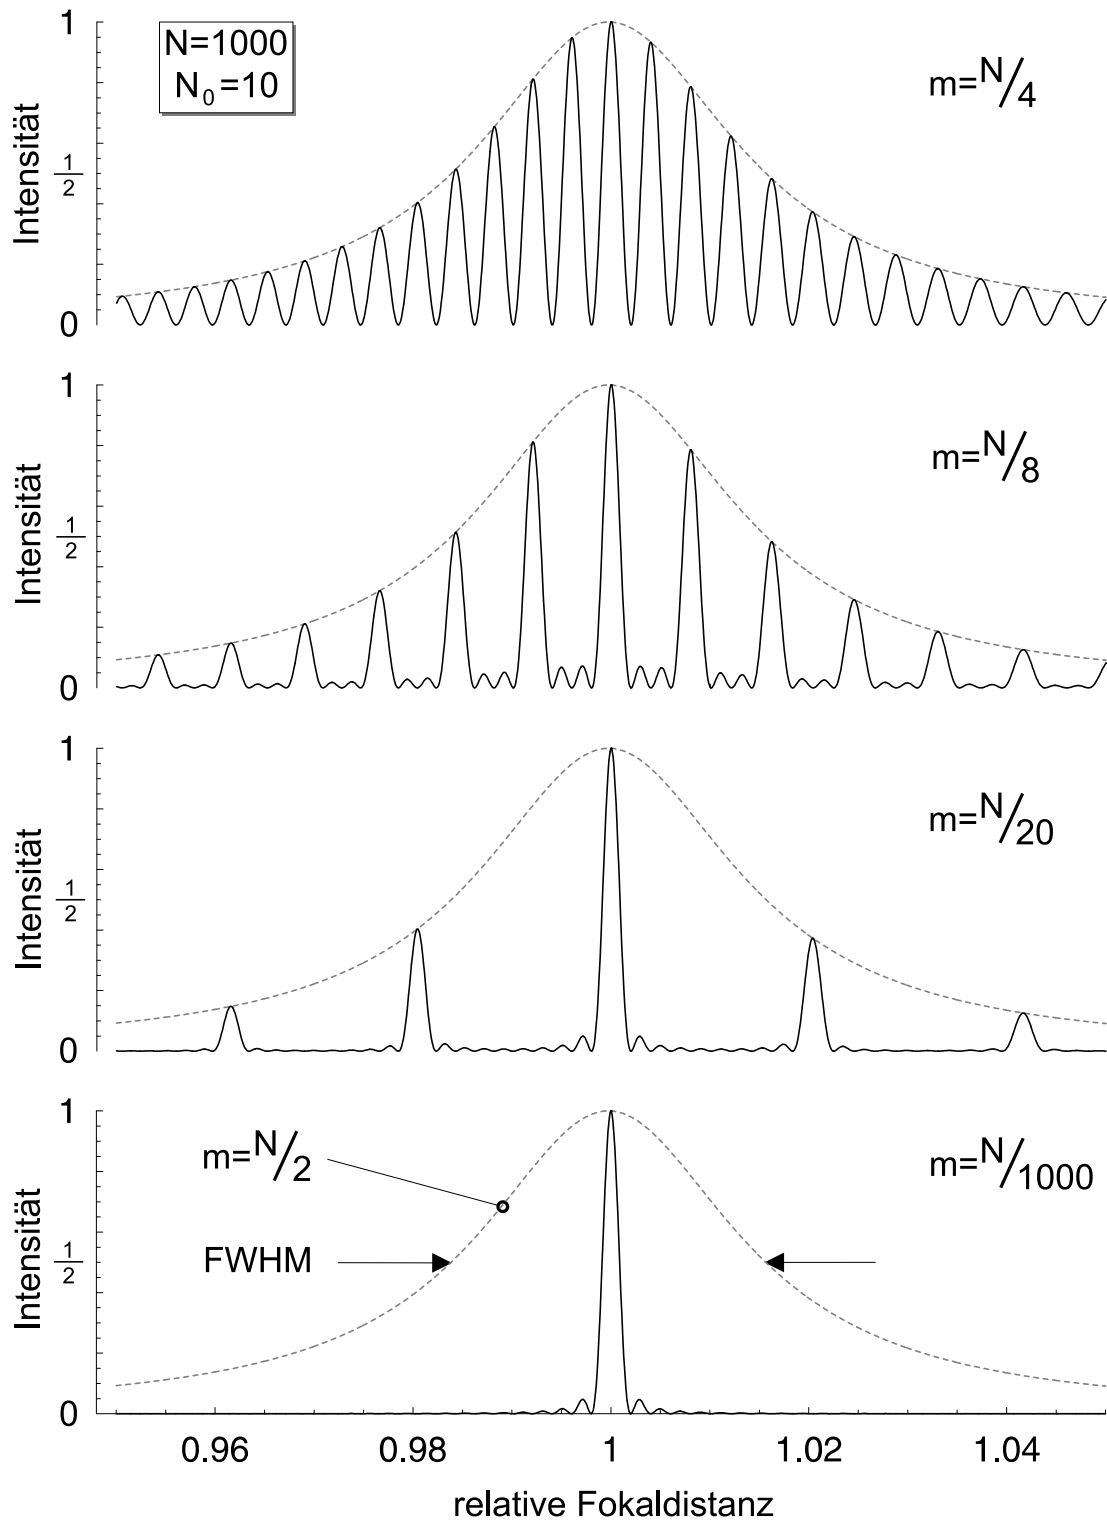 N=1000
N0=10
m=N/4
1
1/2
0
Intensität
m=N/8
1
1/2
0
Intensität
m=N/20
1
1/2
0
Intensität
m=N/2
m=N/1000
FWHM
1
1/2
0
Intensität
0.96 0.98 1 1.02 1.04
relative Fokaldistanz